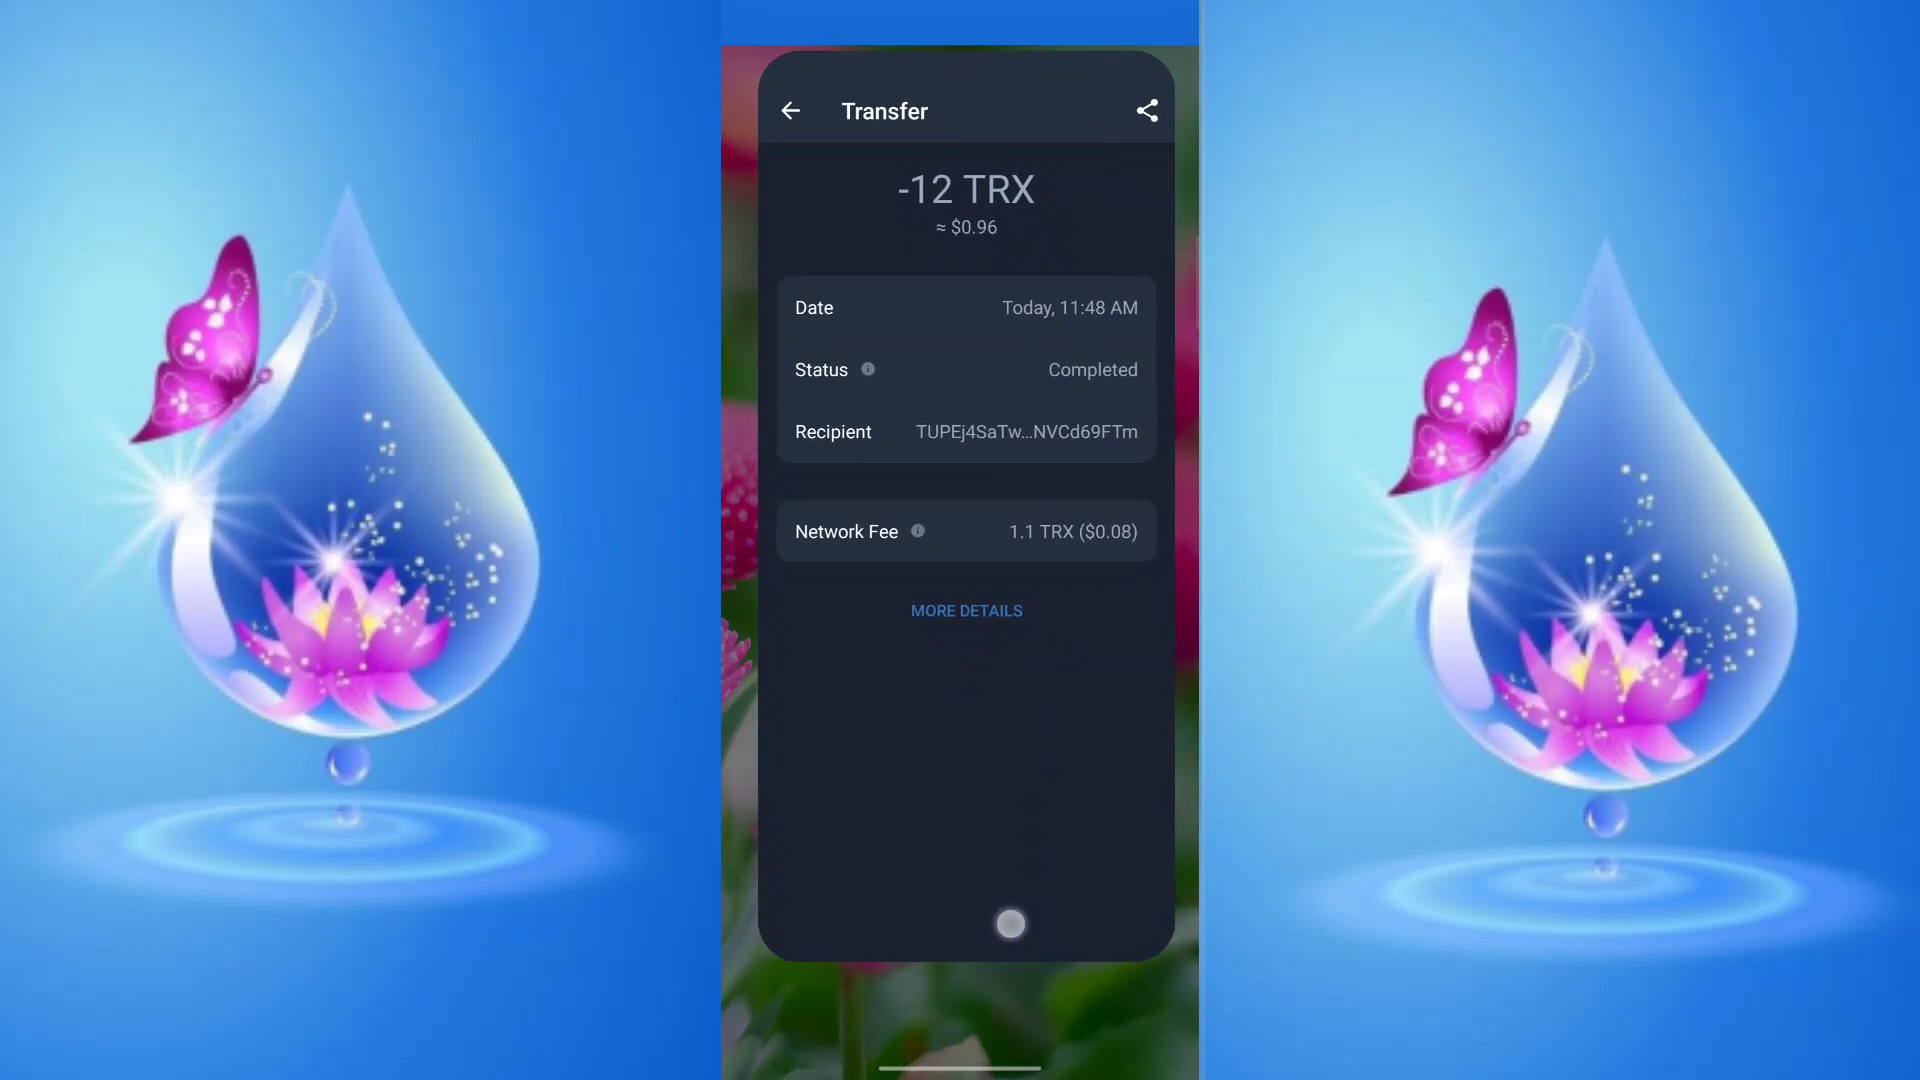 Transfer
-12 TRX
≈ $0.96
Date Today, 11:48 AM
Status Completed
Recipient TUPEj4SaTw...NVCd69FTm
Network Fee 1.1 TRX ($0.08)
MORE DETAILS